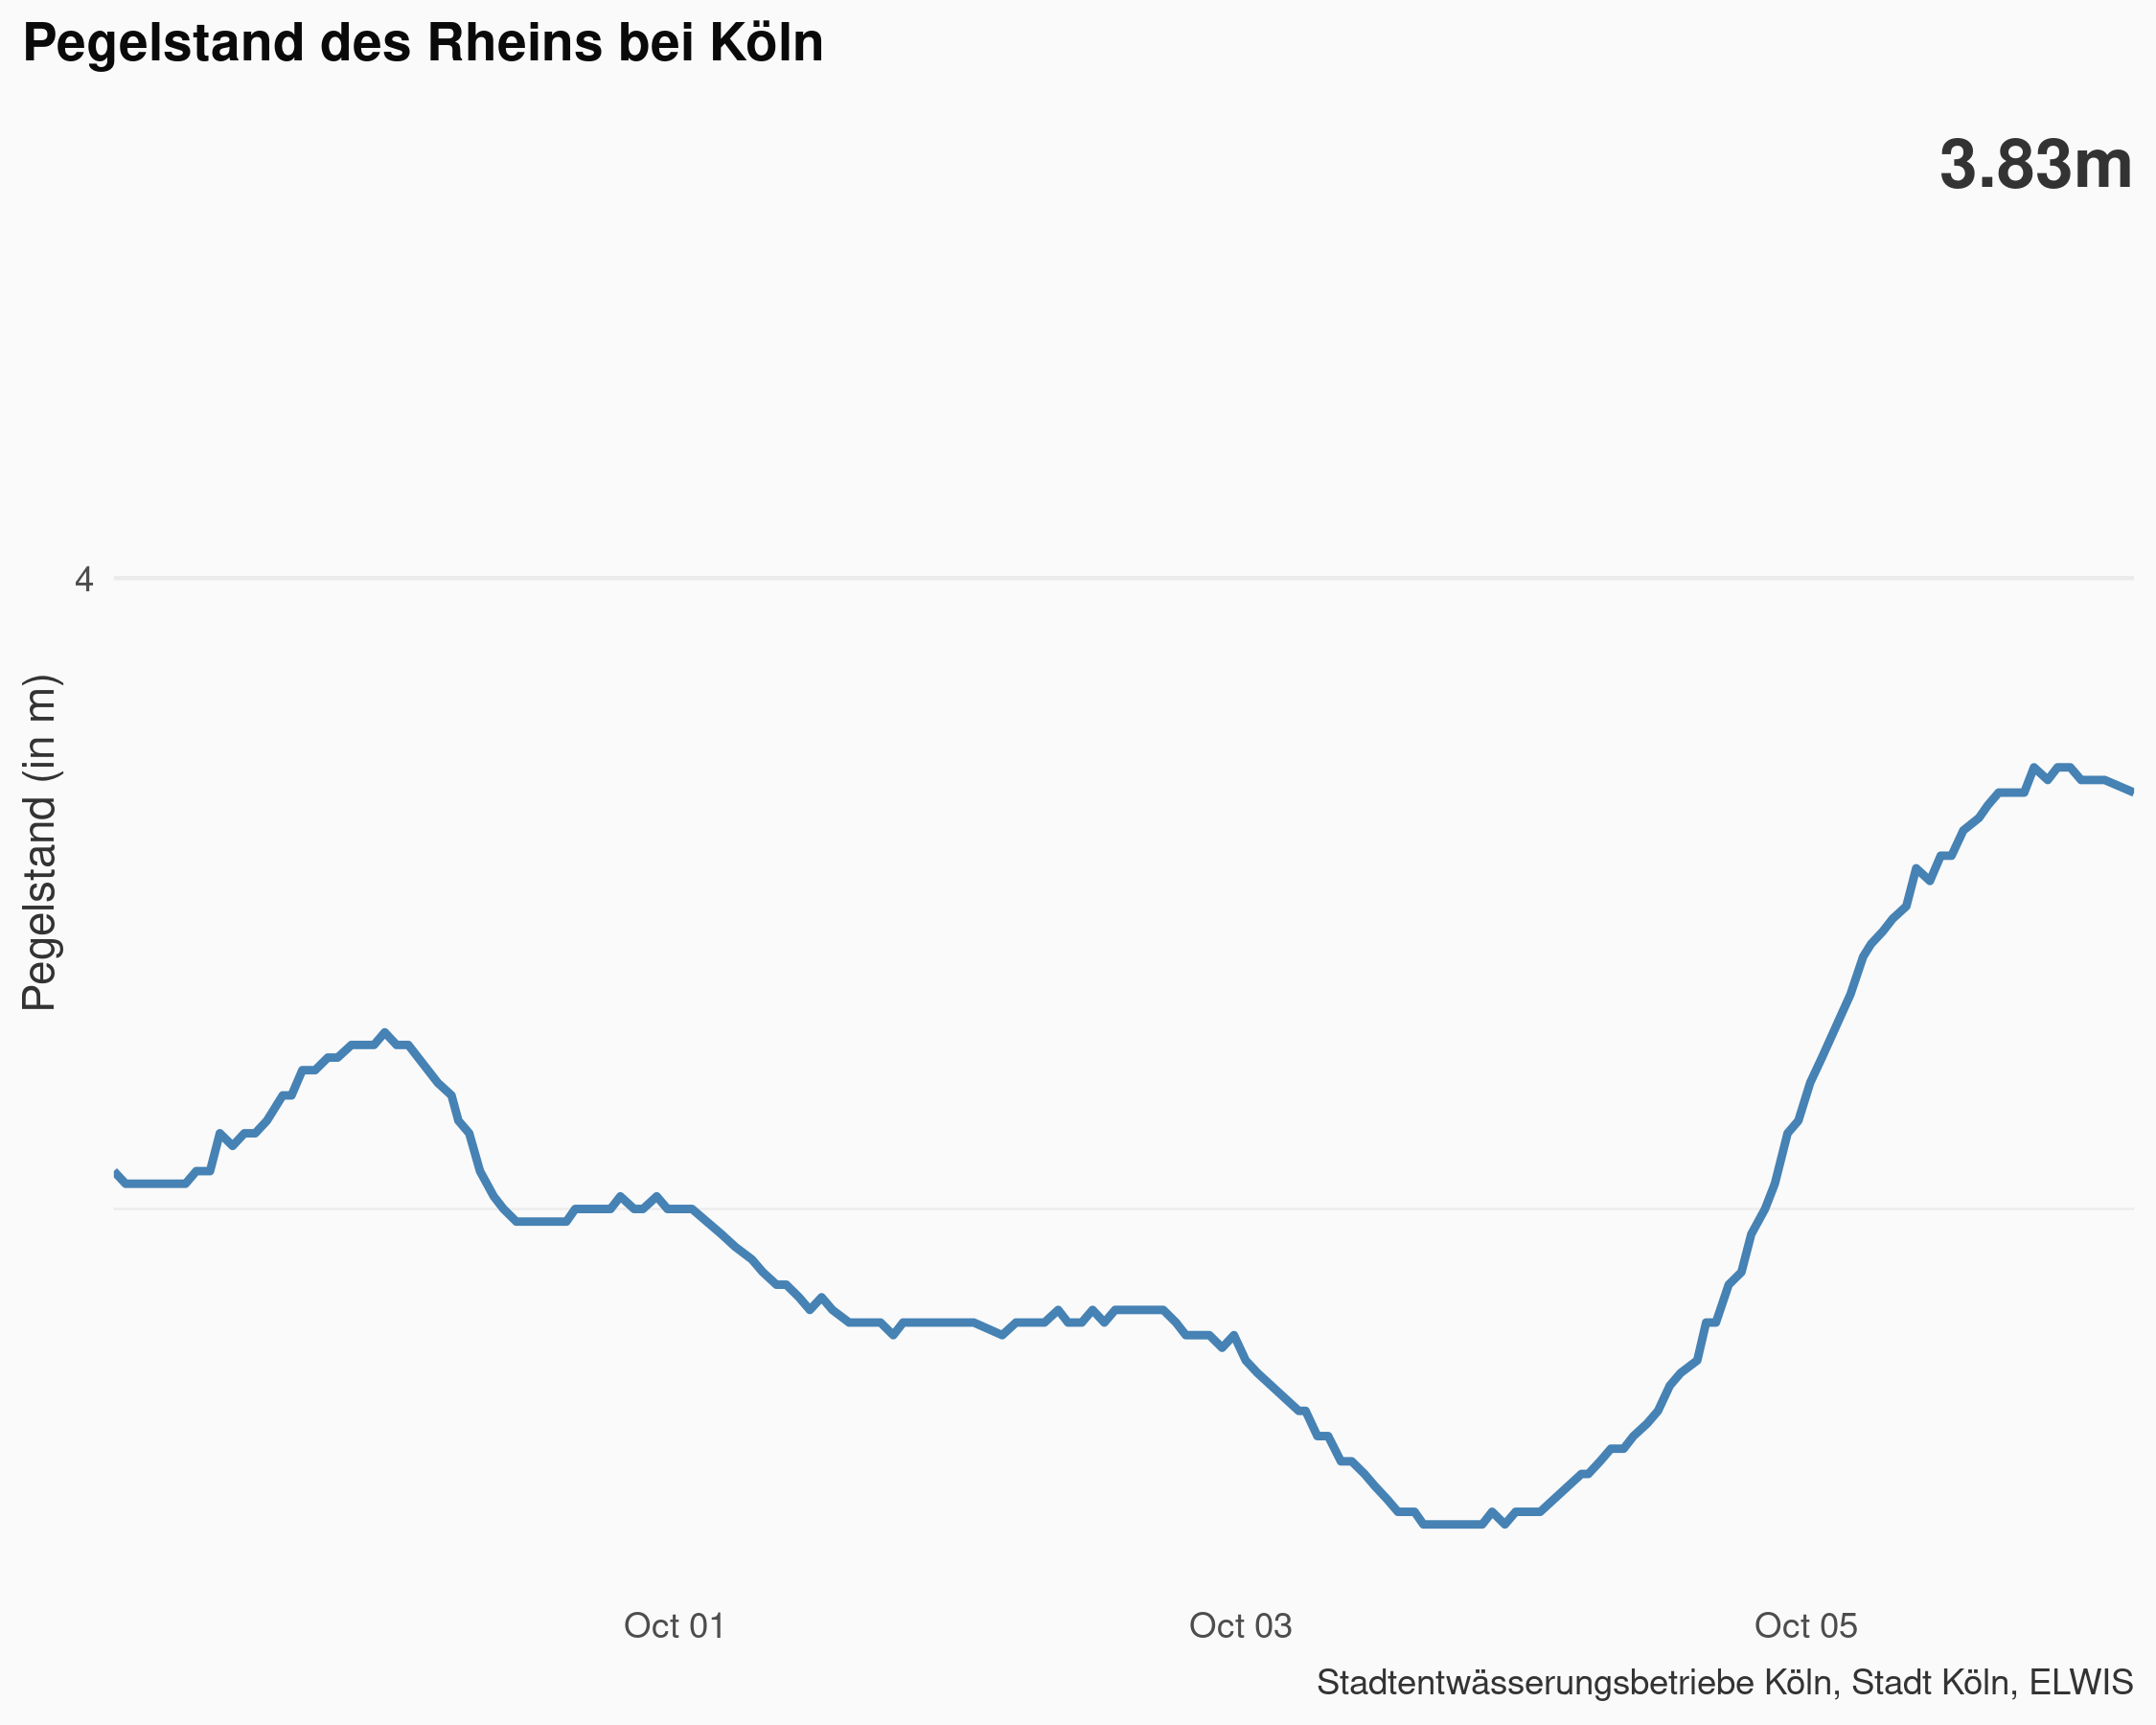 Pegelstand des Rheins bei Köln
3.83m
4
Pegelstand (in m)
Oct 01
Oct 03
Oct 05
Stadtentwässerungsbetriebe Köln, Stadt Köln, ELWIS